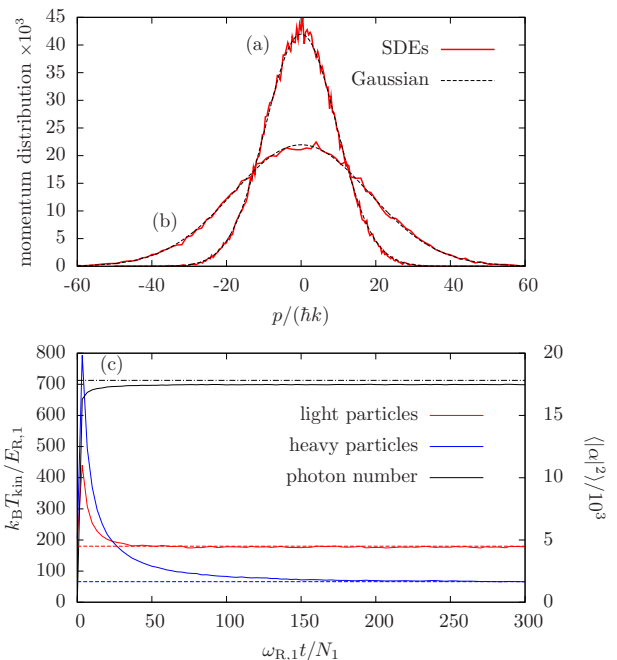 momentum distribution ×10³
45
40
35
30
25
20
15
10
5
0
(a)
(b)
SDEs
Gaussian
-60 -40 -20 0 20 40 60
p/(ℏk)
k_B T_kin/E_R,1
800
700
600
500
400
300
200
100
0
(c)
light particles
heavy particles
photon number
20
15
10
5
0
⟨|α|²⟩/10³
0 50 100 150 200 250 300
ω_R,1 t/N_1